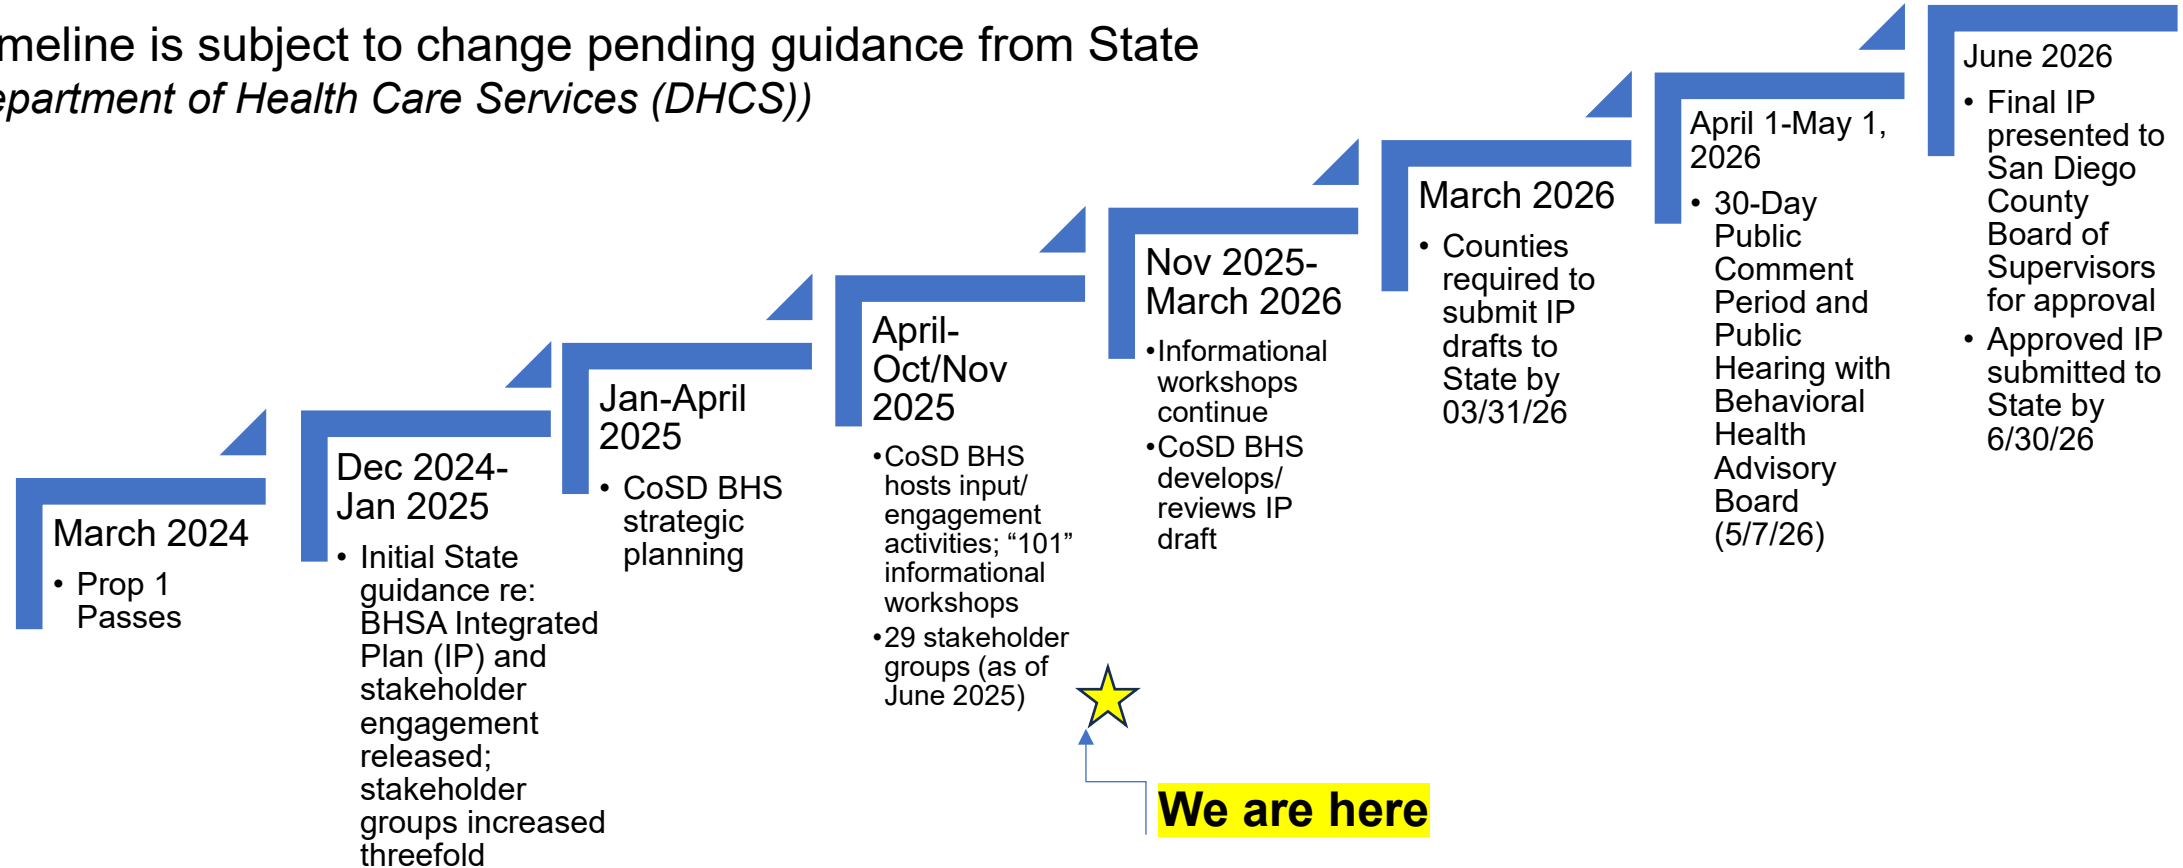 meline is subject to change pending guidance from State
epartment of Health Care Services (DHCS))
March 2024
• Prop 1
Passes
Dec 2024-
Jan 2025
• Initial State
guidance re:
BHSA Integrated
Plan (IP) and
stakeholder
engagement
released;
stakeholder
groups increased
threefold
Jan-April
2025
• CoSD BHS
strategic
planning
April-
Oct/Nov
2025
•CoSD BHS
hosts input/
engagement
activities; “101”
informational
workshops
•29 stakeholder
groups (as of
June 2025)
Nov 2025-
March 2026
•Informational
workshops
continue
•CoSD BHS
develops/
reviews IP
draft
March 2026
• Counties
required to
submit IP
drafts to
State by
03/31/26
April 1-May 1,
2026
• 30-Day
Public
Comment
Period and
Public
Hearing with
Behavioral
Health
Advisory
Board
(5/7/26)
June 2026
• Final IP
presented to
San Diego
County
Board of
Supervisors
for approval
• Approved IP
submitted to
State by
6/30/26
We are here